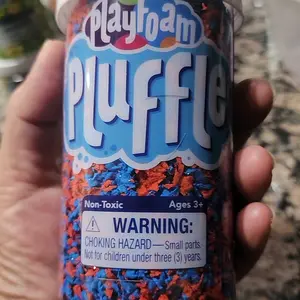 Playfoam
Pluffle
Non-Toxic Ages 3+
WARNING:
CHOKING HAZARD—Small parts.
Not for children under three (3) years.